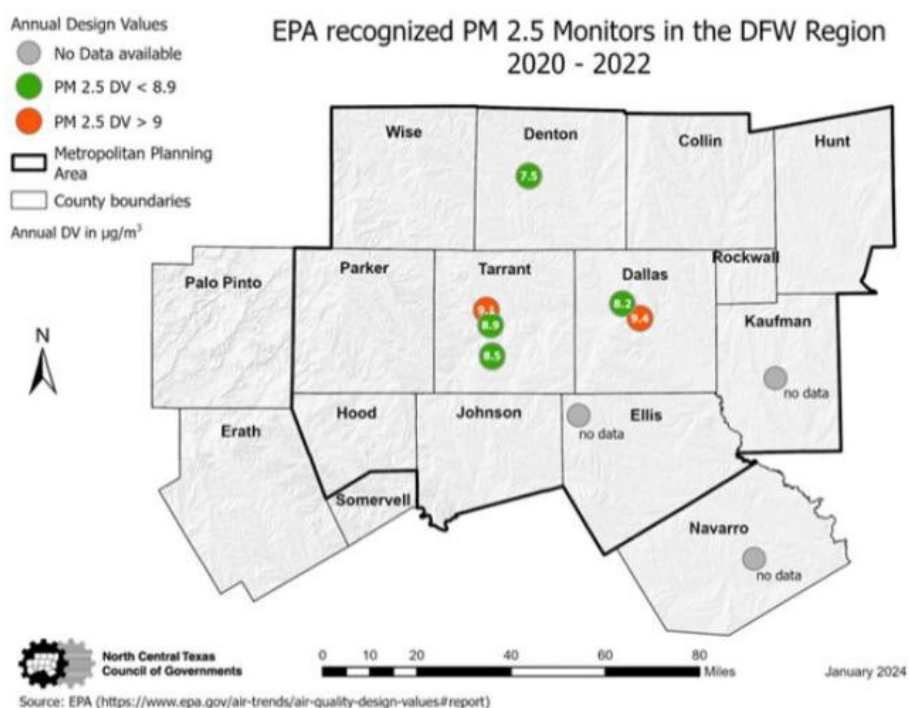 Annual Design Values
No Data available
PM 2.5 DV < 8.9
PM 2.5 DV > 9
Metropolitan Planning
Area
County boundaries
Annual DV in µg/m³
EPA recognized PM 2.5 Monitors in the DFW Region
2020 - 2022
Wise
Denton
Collin
Hunt
7.5
Palo Pinto
Parker
Tarrant
Dallas
Rockwall
9.1
8.9
8.5
8.2
9.4
Kaufman
no data
N
Erath
Hood
Johnson
Ellis
no data
Somervell
Navarro
no data
North Central Texas
Council of Governments
0 10 20 40 60 80
Miles
January 2024
Source: EPA (https://www.epa.gov/air-trends/air-quality-design-values#report)